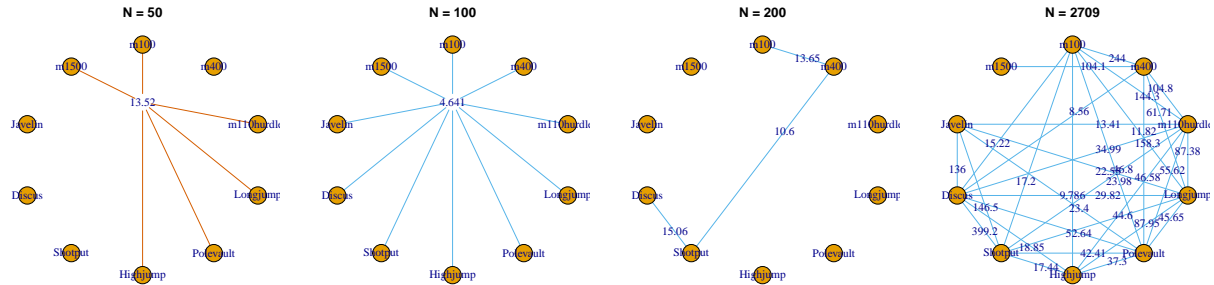 N = 50
m100
m1500
m400
13.52
Javelin
m110hurdle
Discus
Longjump
Shotput
Polevault
Highjump
N = 100
m100
m1500
m400
4.641
Javelin
m110hurdle
Discus
Longjump
Shotput
Polevault
Highjump
N = 200
m100
13.65
m1500
m400
Javelin
m110hurdle
10.6
Discus
Longjump
15.06
Shotput
Polevault
Highjump
N = 2709
m100
244
m1500
104.1
m400
104.8
144.3
8.56
61.71
Javelin
13.41
m110hurdle
11.82
15.22
158.3
34.99
87.38
136
46.58
55.62
17.2
23.98
Discus
9.786
29.82
Longjump
146.5
23.4
44.6
45.65
87.95
399.2
52.64
18.85
42.41
Shotput
Polevault
17.44
37.3
Highjump